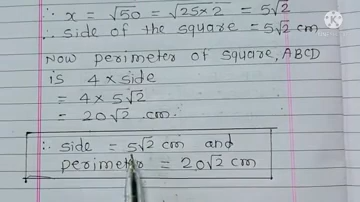 ∴ x = √50 = √25×2 = 5√2
∴ side of the square = 5√2 cm
Now perimeter of square, ABCD
is 4 × side
= 4 × 5√2
= 20√2 cm.
∴ side = 5√2 cm and
perimeter = 20√2 cm